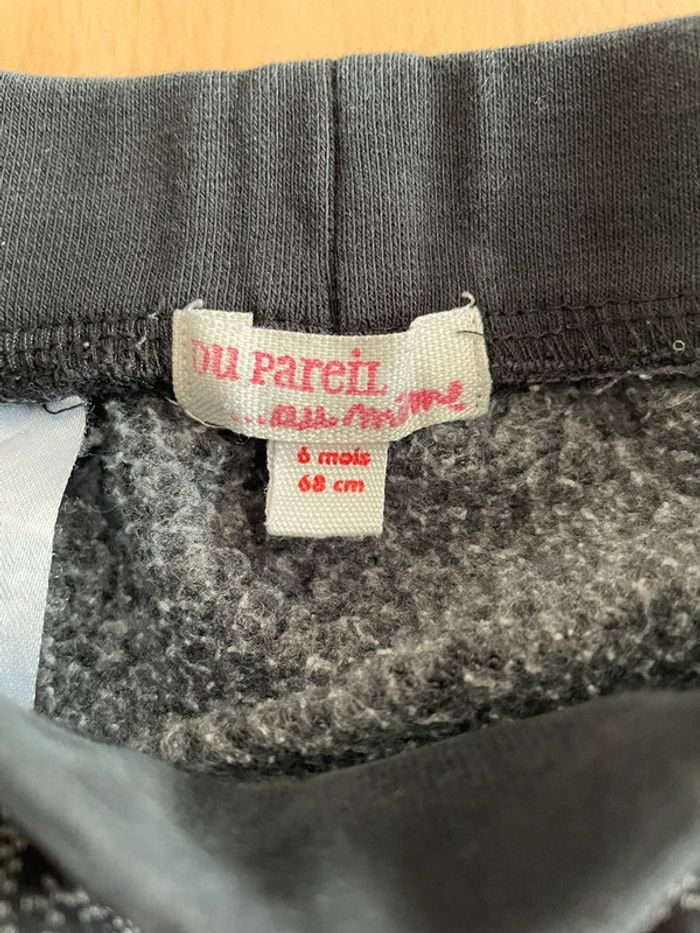 DU PareiL
...au même
6 mois
68 cm